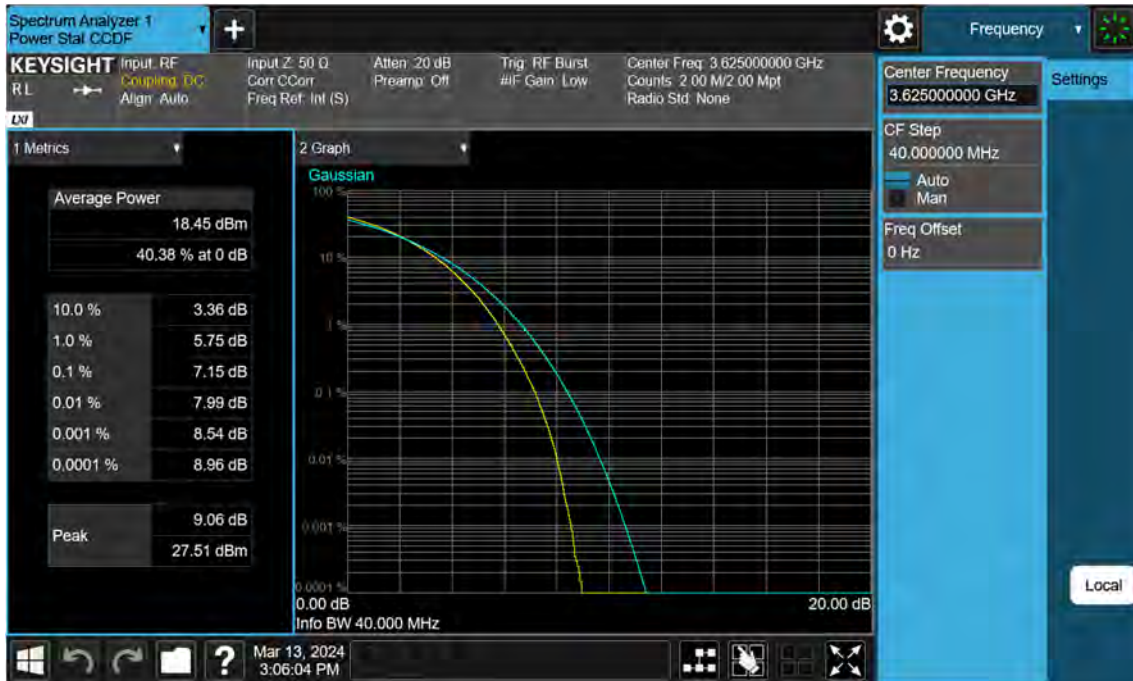 Spectrum Analyzer 1
Power Stat CCDF
Frequency
KEYSIGHT
RL
LXI
Input: RF
Coupling: DC
Align: Auto
Input Z: 50 Ω
Corr CCorr
Freq Ref: Int (S)
Atten: 20 dB
Preamp: Off
Trig: RF Burst
#IF Gain: Low
Center Freq: 3.625000000 GHz
Counts: 2.00 M/2.00 Mpt
Radio Std: None
1 Metrics
Average Power
18.45 dBm
40.38 % at 0 dB
10.0 % 3.36 dB
1.0 % 5.75 dB
0.1 % 7.15 dB
0.01 % 7.99 dB
0.001 % 8.54 dB
0.0001 % 8.96 dB
Peak
9.06 dB
27.51 dBm
2 Graph
Gaussian
100 %
10 %
1 %
0.1 %
0.01 %
0.001 %
0.0001 %
0.00 dB 20.00 dB
Info BW 40.000 MHz
Center Frequency
3.625000000 GHz
CF Step
40.000000 MHz
Auto
Man
Freq Offset
0 Hz
Settings
Local
?
Mar 13, 2024
3:06:04 PM